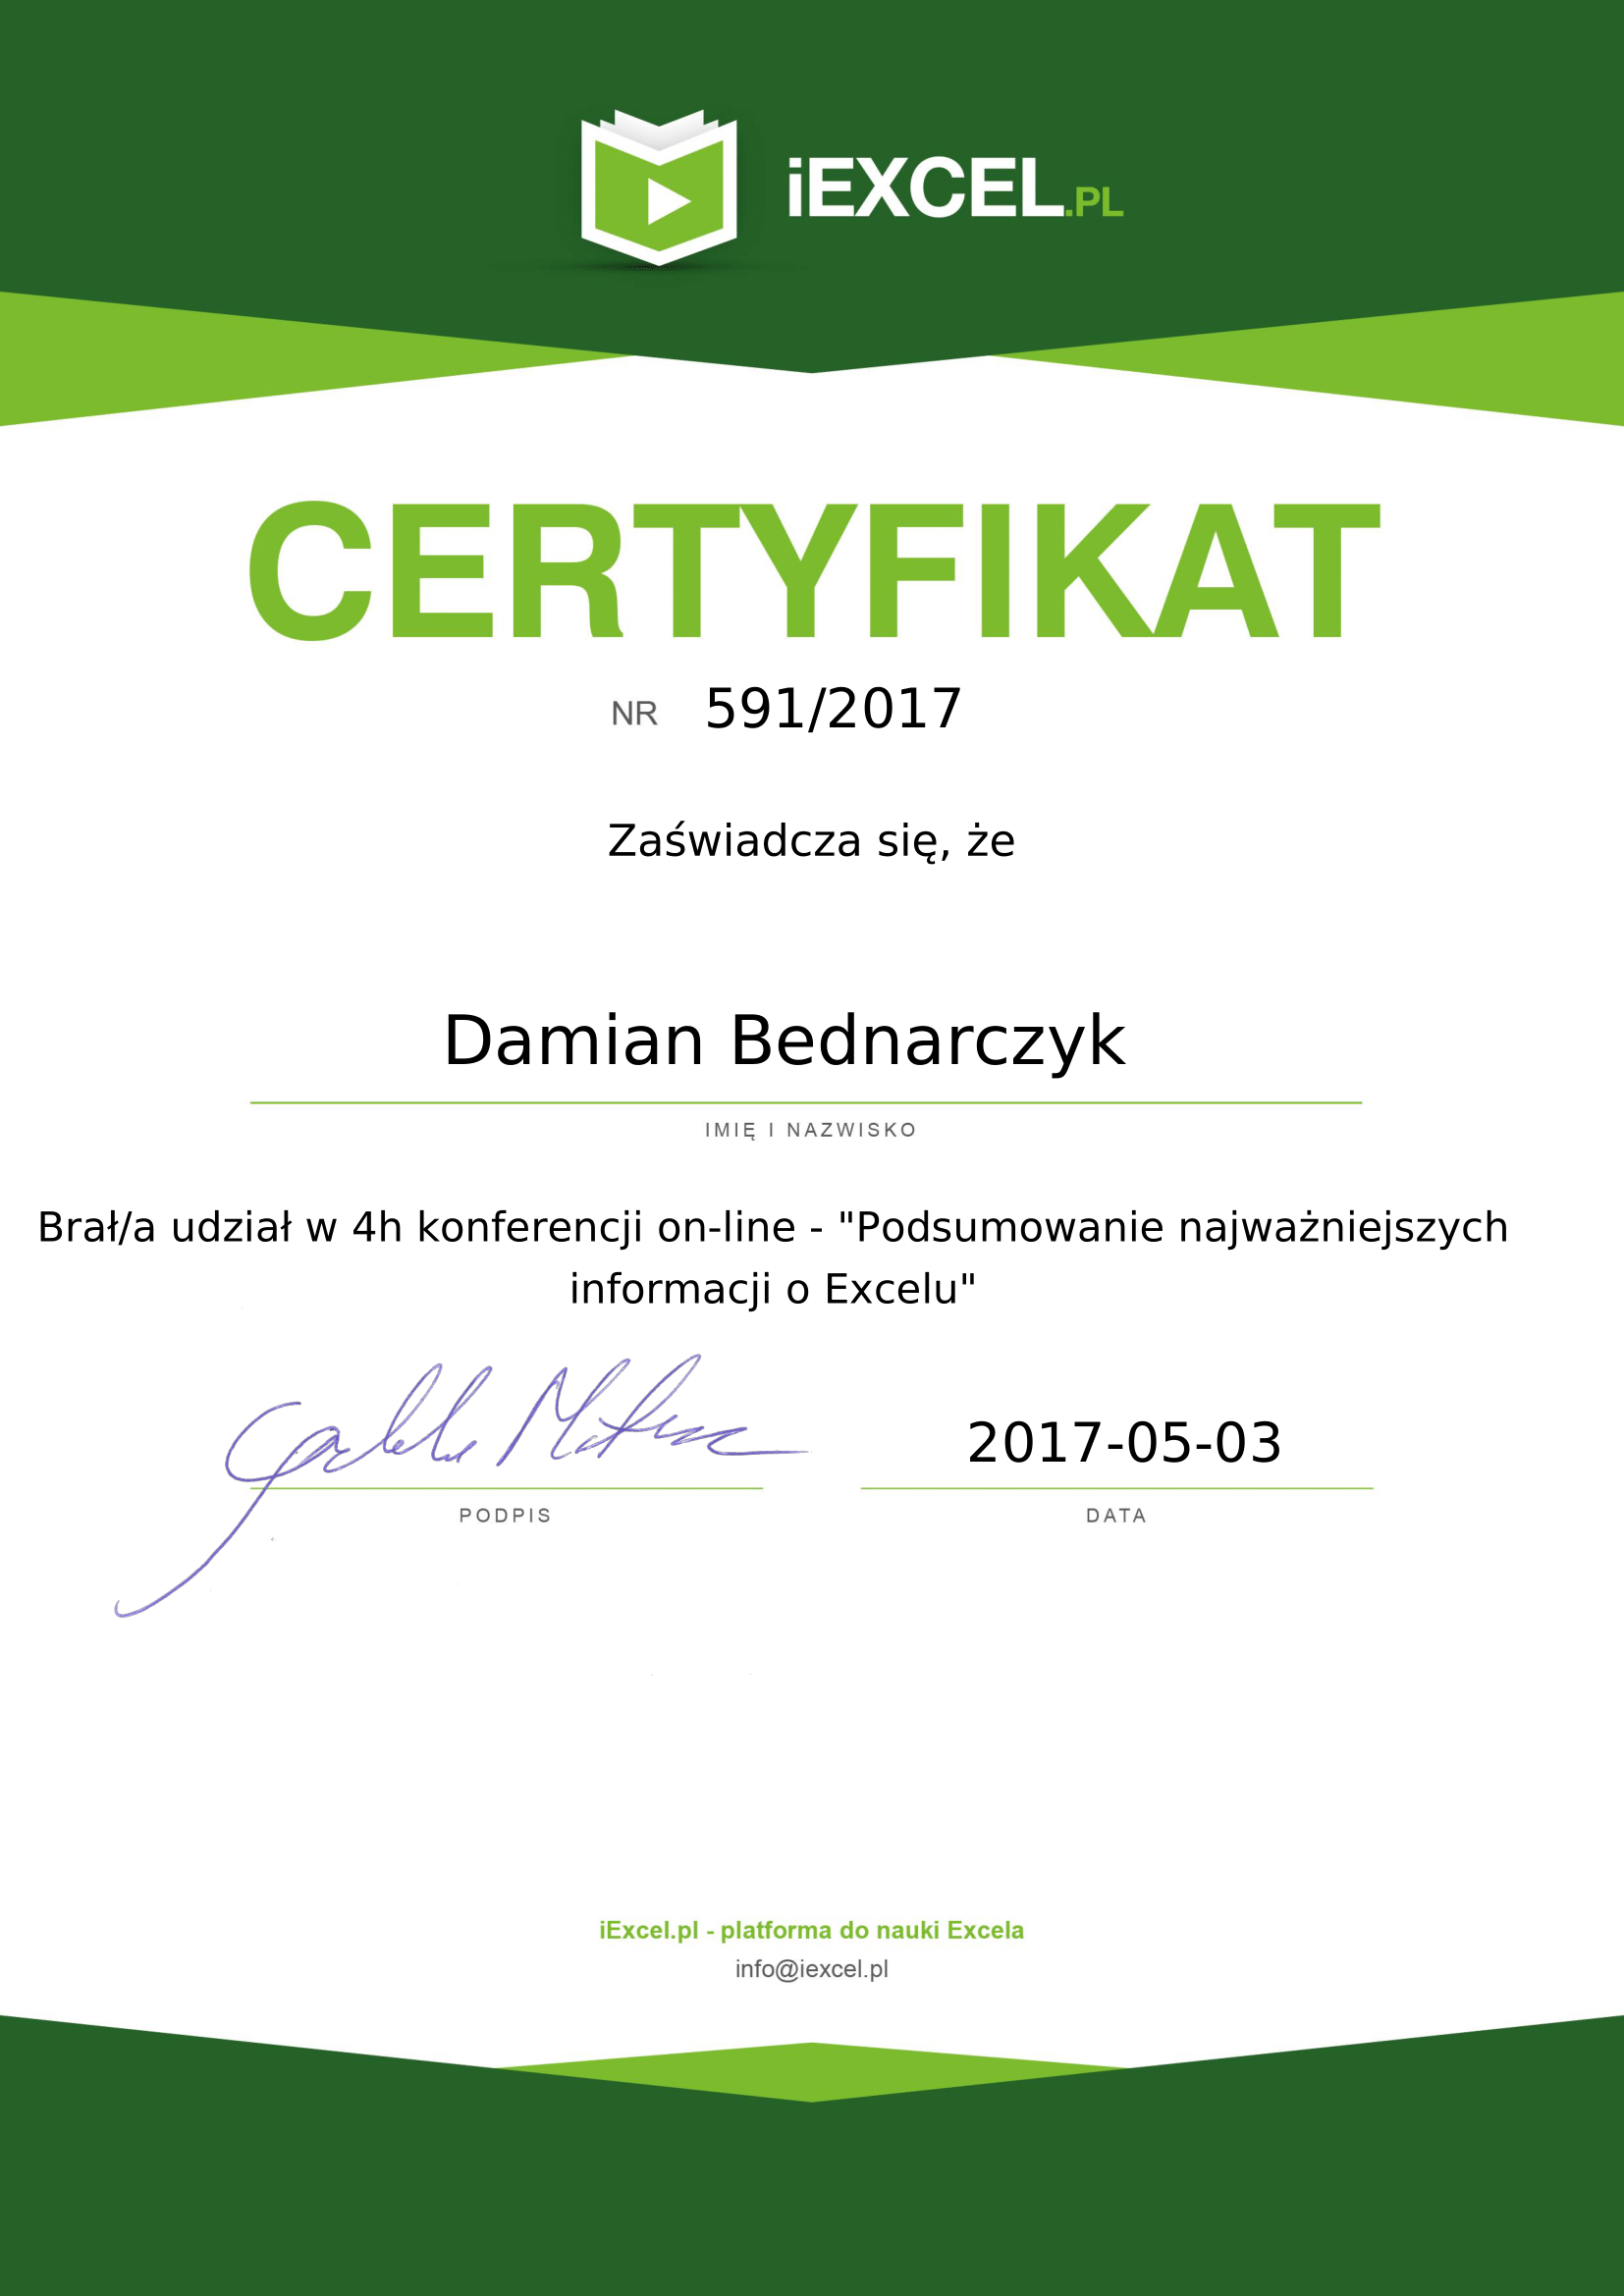 iEXCEL.PL
CERTYFIKAT
NR 591/2017
Zaświadcza się, że
Damian Bednarczyk
IMIĘ I NAZWISKO
Brał/a udział w 4h konferencji on-line - "Podsumowanie najważniejszych
informacji o Excelu"
2017-05-03
PODPIS DATA
iExcel.pl - platforma do nauki Excela
info@iexcel.pl